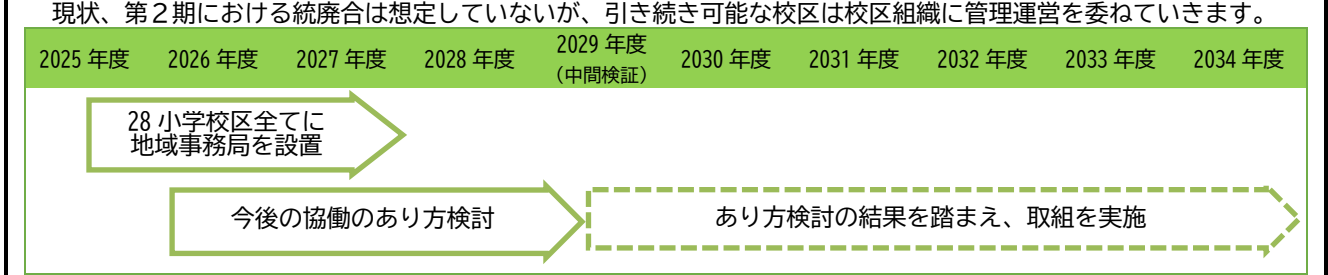 現状、第２期における統廃合は想定していないが、引き続き可能な校区は校区組織に管理運営を委ねていきます。
2025 年度 2026 年度 2027 年度 2028 年度 2029 年度 （中間検証） 2030 年度 2031 年度 2032 年度 2033 年度 2034 年度
28 小学校区全てに
地域事務局を設置
今後の協働のあり方検討 あり方検討の結果を踏まえ、取組を実施